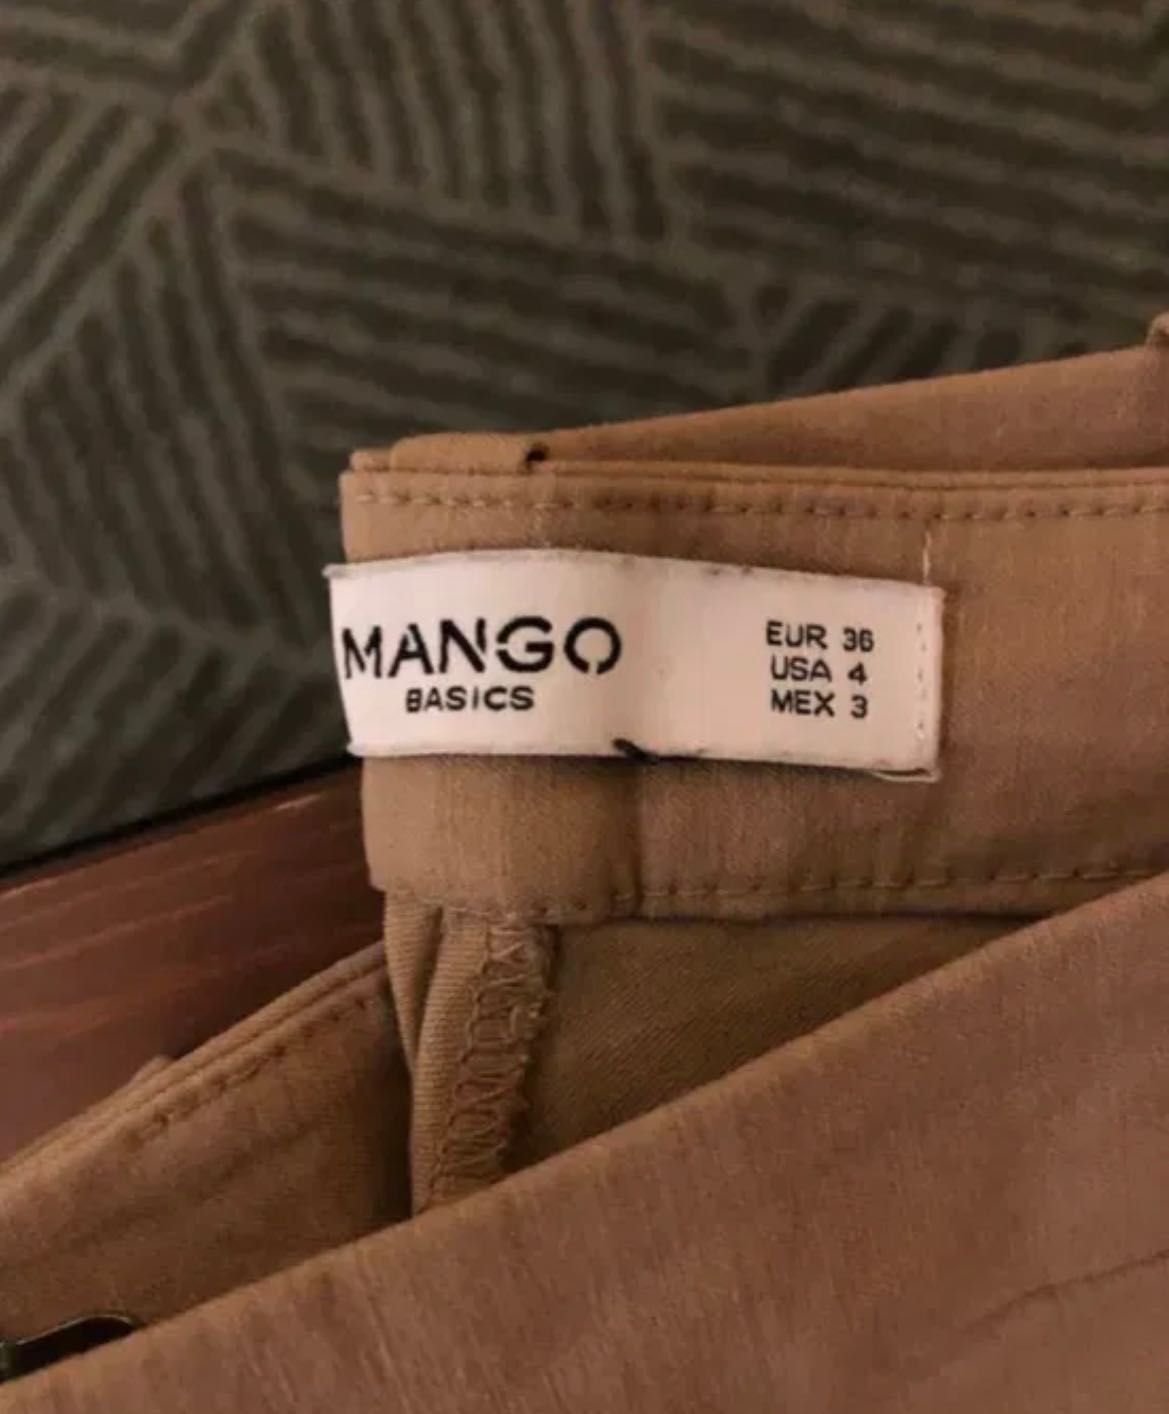 MANGO
BASICS
EUR 36
USA 4
MEX 3